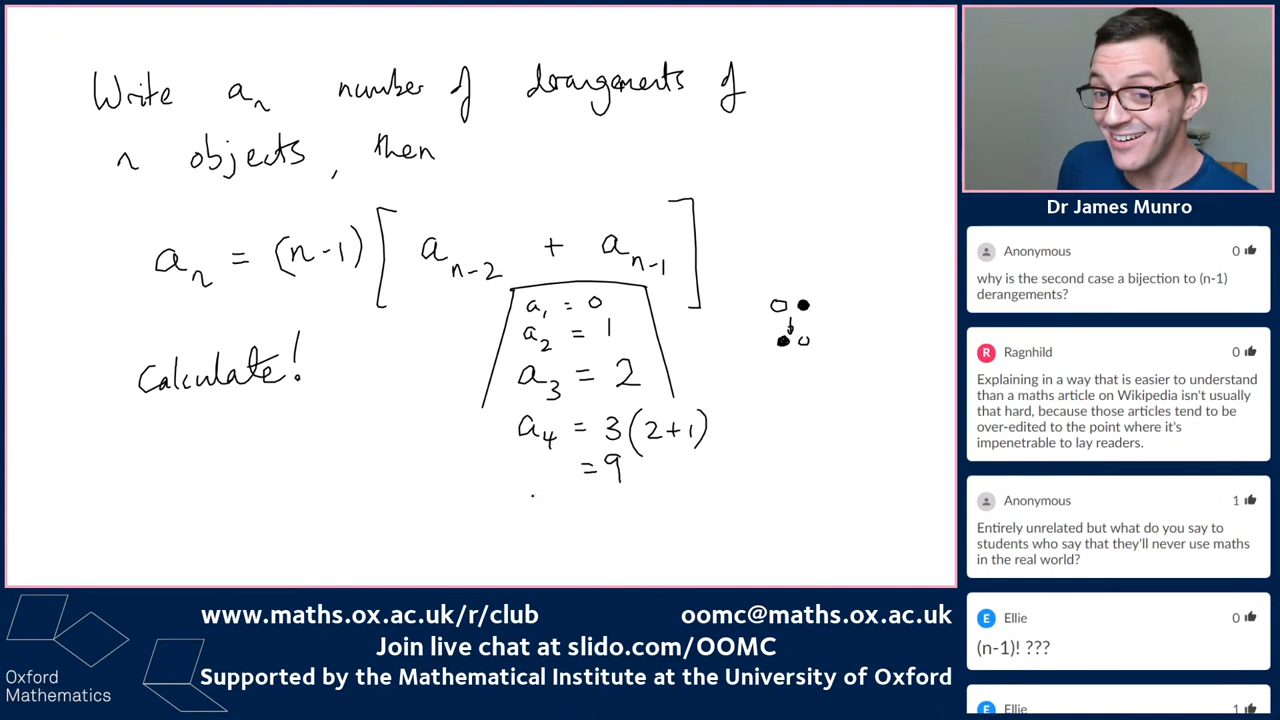 Write aₙ number of derangements of
n objects, then
aₙ = (n-1) [ aₙ₋₂ + aₙ₋₁ ]
a₁ = 0
a₂ = 1
Calculate!
a₃ = 2
a₄ = 3(2+1)
= 9
Dr James Munro
Anonymous
0
why is the second case a bijection to (n-1)
derangements?
R
Ragnhild
0
Explaining in a way that is easier to understand
than a maths article on Wikipedia isn't usually
that hard, because those articles tend to be
over-edited to the point where it's
impenetrable to lay readers.
Anonymous
1
Entirely unrelated but what do you say to
students who say that they'll never use maths
in the real world?
E
Ellie
0
(n-1)! ???
E
Ellie
1
www.maths.ox.ac.uk/r/club oomc@maths.ox.ac.uk
Join live chat at slido.com/OOMC
Supported by the Mathematical Institute at the University of Oxford
Oxford
Mathematics